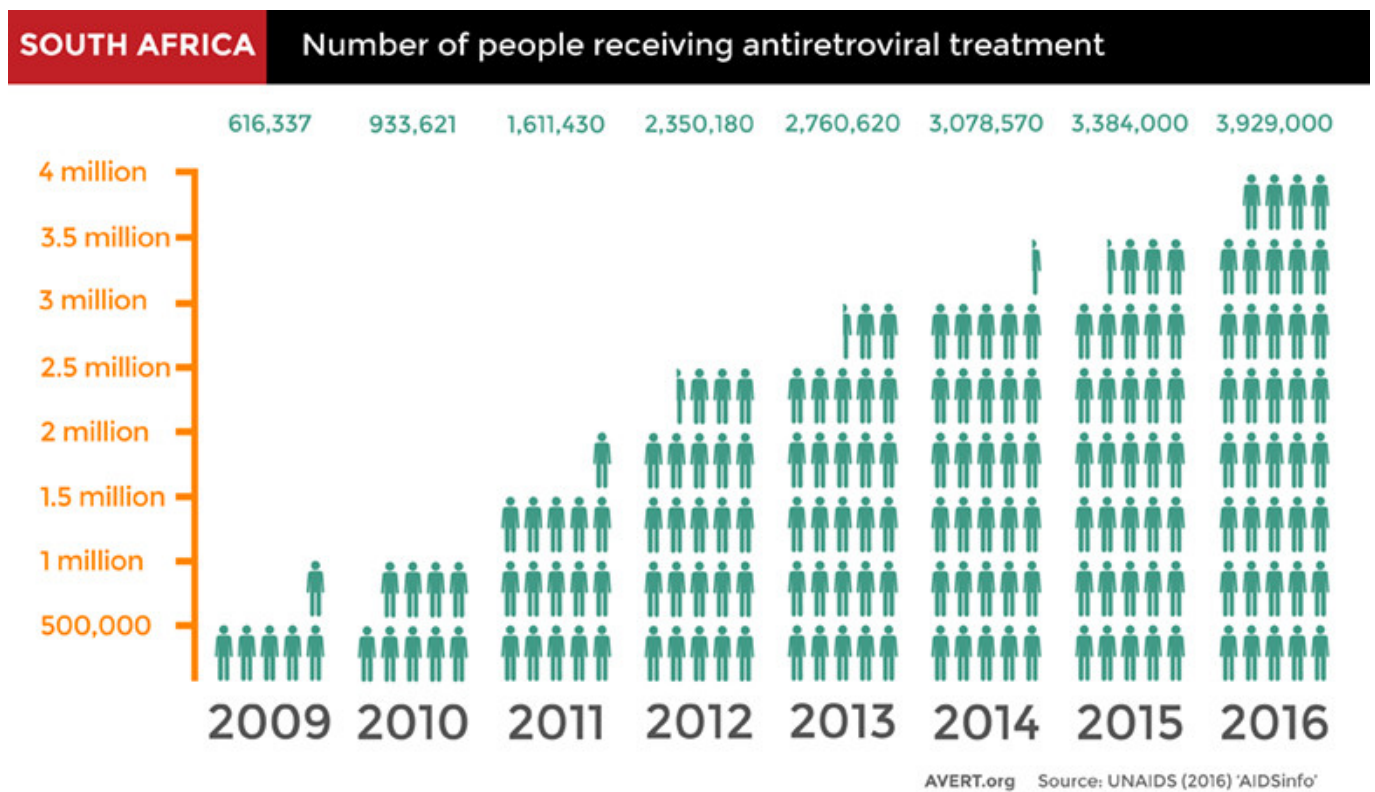 SOUTH AFRICA Number of people receiving antiretroviral treatment
616,337 933,621 1,611,430 2,350,180 2,760,620 3,078,570 3,384,000 3,929,000
4 million
3.5 million
3 million
2.5 million
2 million
1.5 million
1 million
500,000
2009 2010 2011 2012 2013 2014 2015 2016
AVERT.org Source: UNAIDS (2016) 'AIDSinfo'